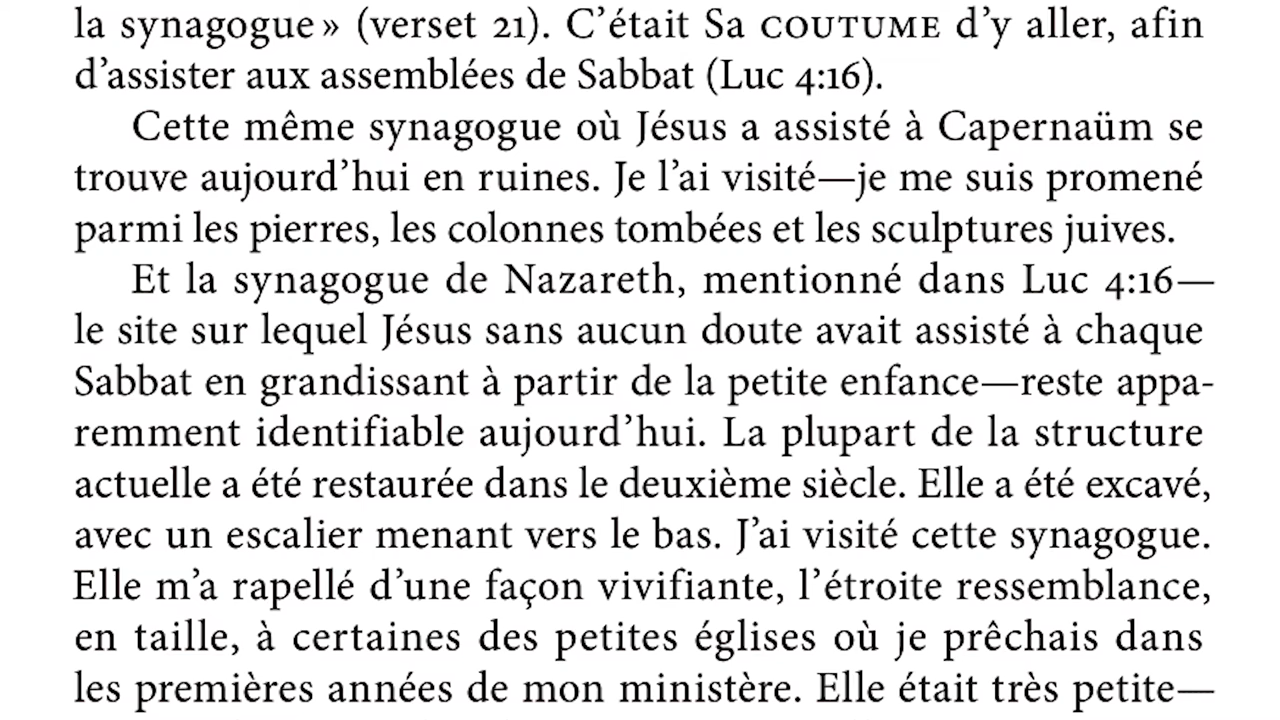 la synagogue » (verset 21). C’était Sa COUTUME d’y aller, afin
d’assister aux assemblées de Sabbat (Luc 4:16).
Cette même synagogue où Jésus a assisté à Capernaüm se
trouve aujourd’hui en ruines. Je l’ai visité—je me suis promené
parmi les pierres, les colonnes tombées et les sculptures juives.
Et la synagogue de Nazareth, mentionné dans Luc 4:16—
le site sur lequel Jésus sans aucun doute avait assisté à chaque
Sabbat en grandissant à partir de la petite enfance—reste appa-
remment identifiable aujourd’hui. La plupart de la structure
actuelle a été restaurée dans le deuxième siècle. Elle a été excavé,
avec un escalier menant vers le bas. J’ai visité cette synagogue.
Elle m’a rapellé d’une façon vivifiante, l’étroite ressemblance,
en taille, à certaines des petites églises où je prêchais dans
les premières années de mon ministère. Elle était très petite—